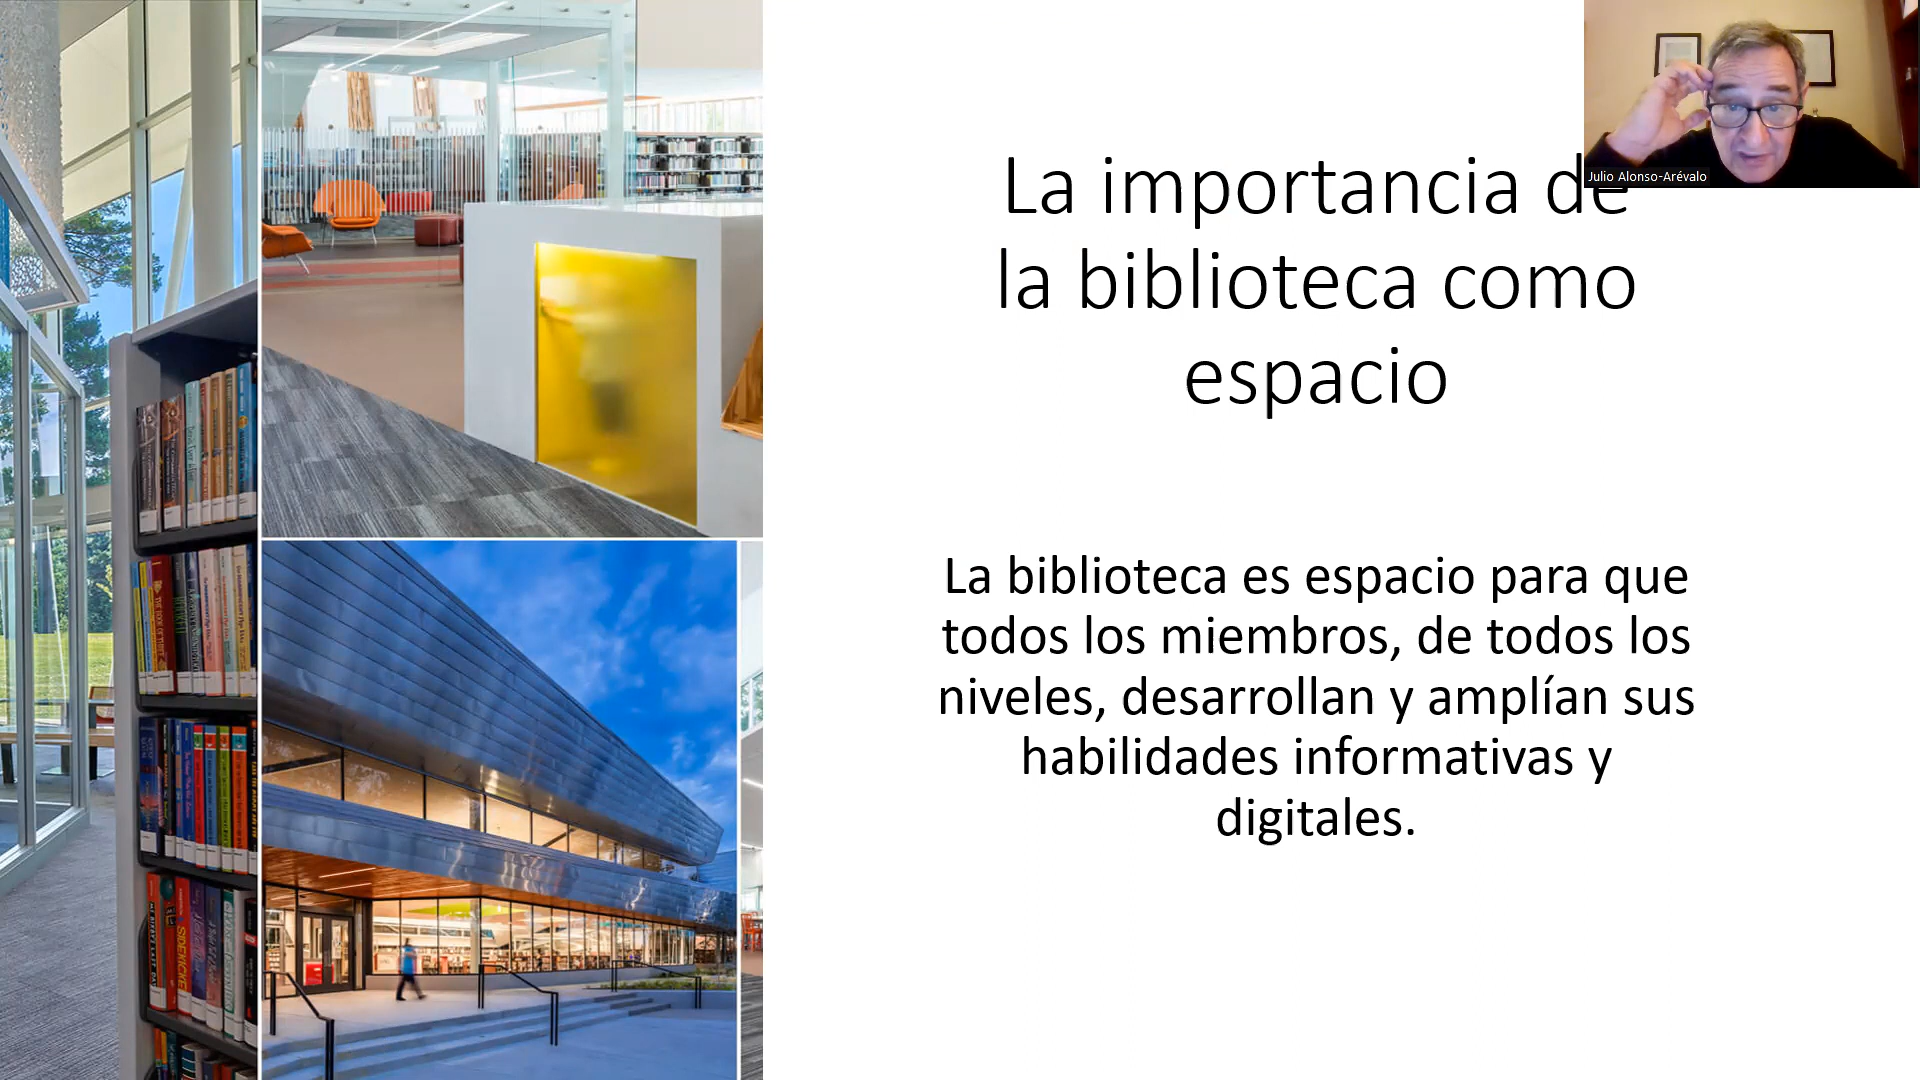 Julio Alonso-Arévalo
La importancia de
la biblioteca como
espacio
La biblioteca es espacio para que
todos los miembros, de todos los
niveles, desarrollan y amplían sus
habilidades informativas y
digitales.
SIDEKICKE